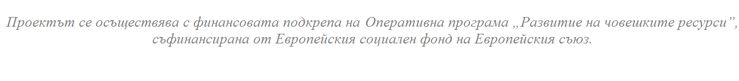 Проектът се осъществява с финансовата подкрепа на Оперативна програма „Развитие на човешките ресурси”,
съфинансирана от Европейския социален фонд на Европейския съюз.